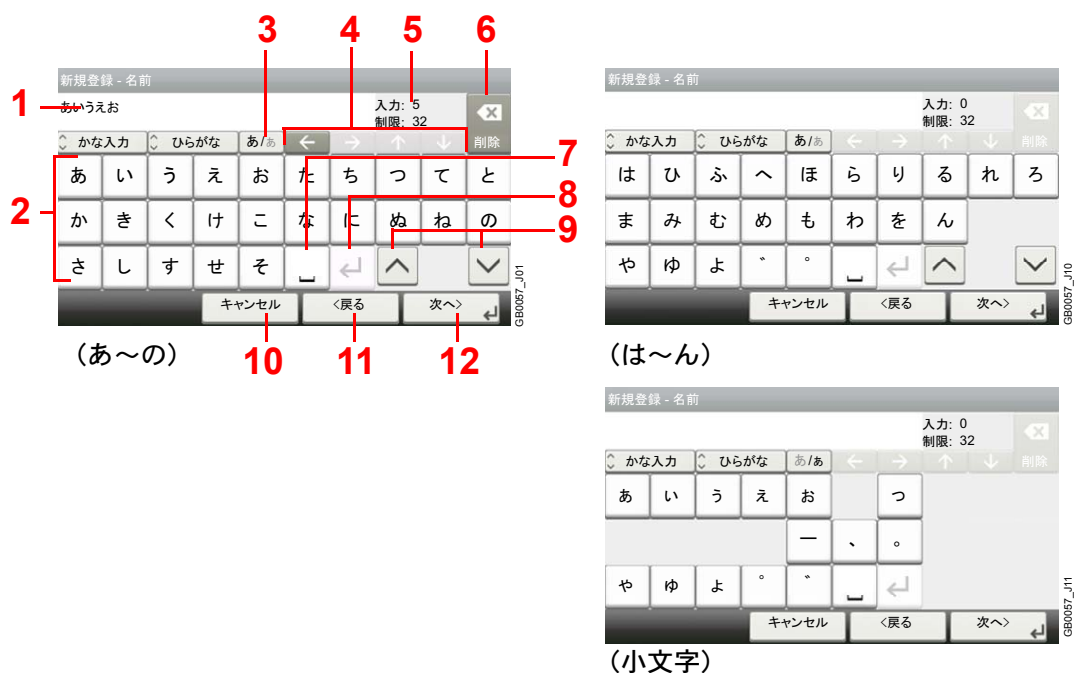 3 4 5 6
新規登録 - 名前
1 あいうえお
入力: 5
制限: 32
かな入力 ひらがな あ/ぁ ← → ↑ ↓ 削除
2
7
8
9
あ い う え お た ち つ て と
か き く け こ な に ぬ ね の
さ し す せ そ
キャンセル <戻る 次へ>
GB0057_J01
10 11 12
(あ～の)
新規登録 - 名前
入力: 0
制限: 32
かな入力 ひらがな あ/ぁ ← → ↑ ↓ 削除
は ひ ふ へ ほ ら り る れ ろ
ま み む め も わ を ん
や ゆ よ ゛ ゜
キャンセル <戻る 次へ>
GB0057_J10
(は～ん)
新規登録 - 名前
入力: 0
制限: 32
かな入力 ひらがな あ/ぁ ← → ↑ ↓ 削除
あ い う え お つ
ー 、 。
や ゆ よ ゜ ゛
キャンセル <戻る 次へ>
GB0057_J11
(小文字)